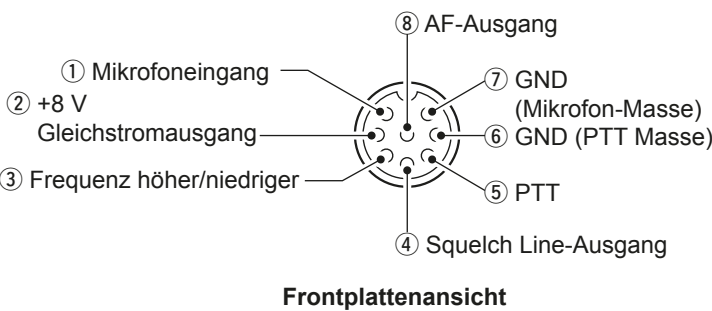 ⑧ AF-Ausgang
① Mikrofoneingang
⑦ GND
(Mikrofon-Masse)
② +8 V
Gleichstromausgang
⑥ GND (PTT Masse)
③ Frequenz höher/niedriger
⑤ PTT
④ Squelch Line-Ausgang
Frontplattenansicht